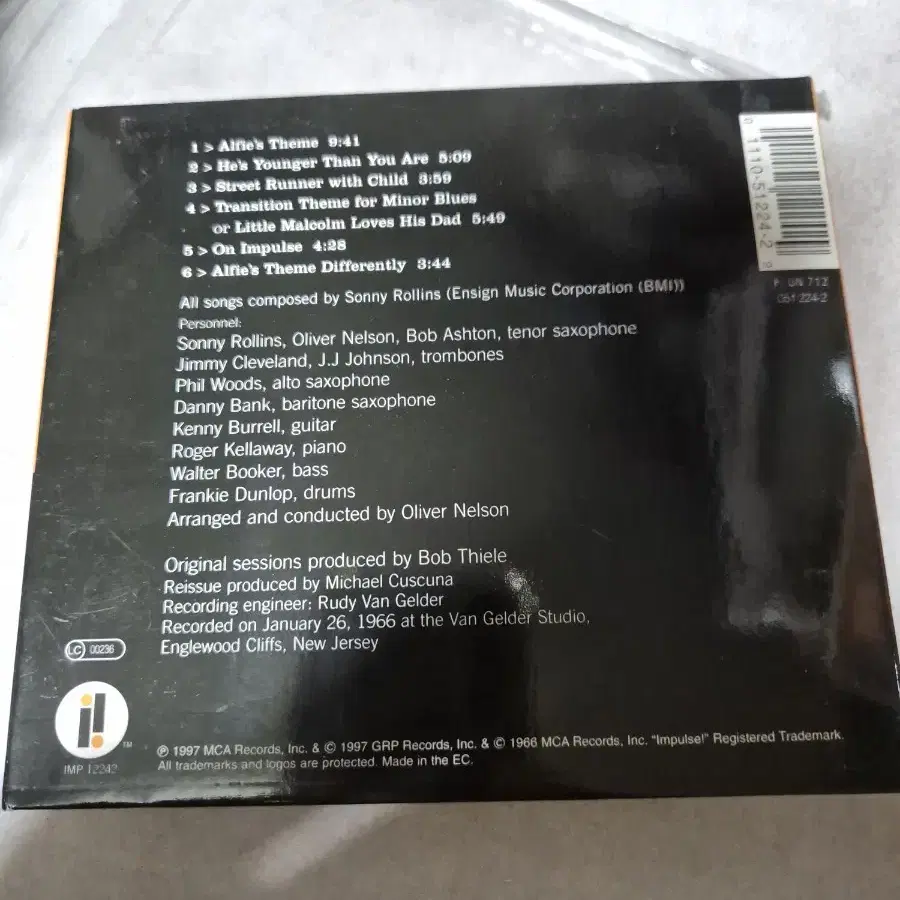 1 > Alfie's Theme 9:41
2 > He's Younger Than You Are 5:09
3 > Street Runner with Child 3:59
4 > Transition Theme for Minor Blues
or Little Malcolm Loves His Dad 5:49
5 > On Impulse 4:28
6 > Alfie's Theme Differently 3:44
All songs composed by Sonny Rollins (Ensign Music Corporation (BMI))
Personnel:
Sonny Rollins, Oliver Nelson, Bob Ashton, tenor saxophone
Jimmy Cleveland, J.J Johnson, trombones
Phil Woods, alto saxophone
Danny Bank, baritone saxophone
Kenny Burrell, guitar
Roger Kellaway, piano
Walter Booker, bass
Frankie Dunlop, drums
Arranged and conducted by Oliver Nelson
Original sessions produced by Bob Thiele
Reissue produced by Michael Cuscuna
Recording engineer: Rudy Van Gelder
Recorded on January 26, 1966 at the Van Gelder Studio,
Englewood Cliffs, New Jersey
LC 00236
TM
IMP 12242
℗ 1997 MCA Records, Inc. & © 1997 GRP Records, Inc. & © 1966 MCA Records, Inc. "Impulse!" Registered Trademark.
All trademarks and logos are protected. Made in the EC.
0 1110-51224-2 9
UN 712
051 224-2